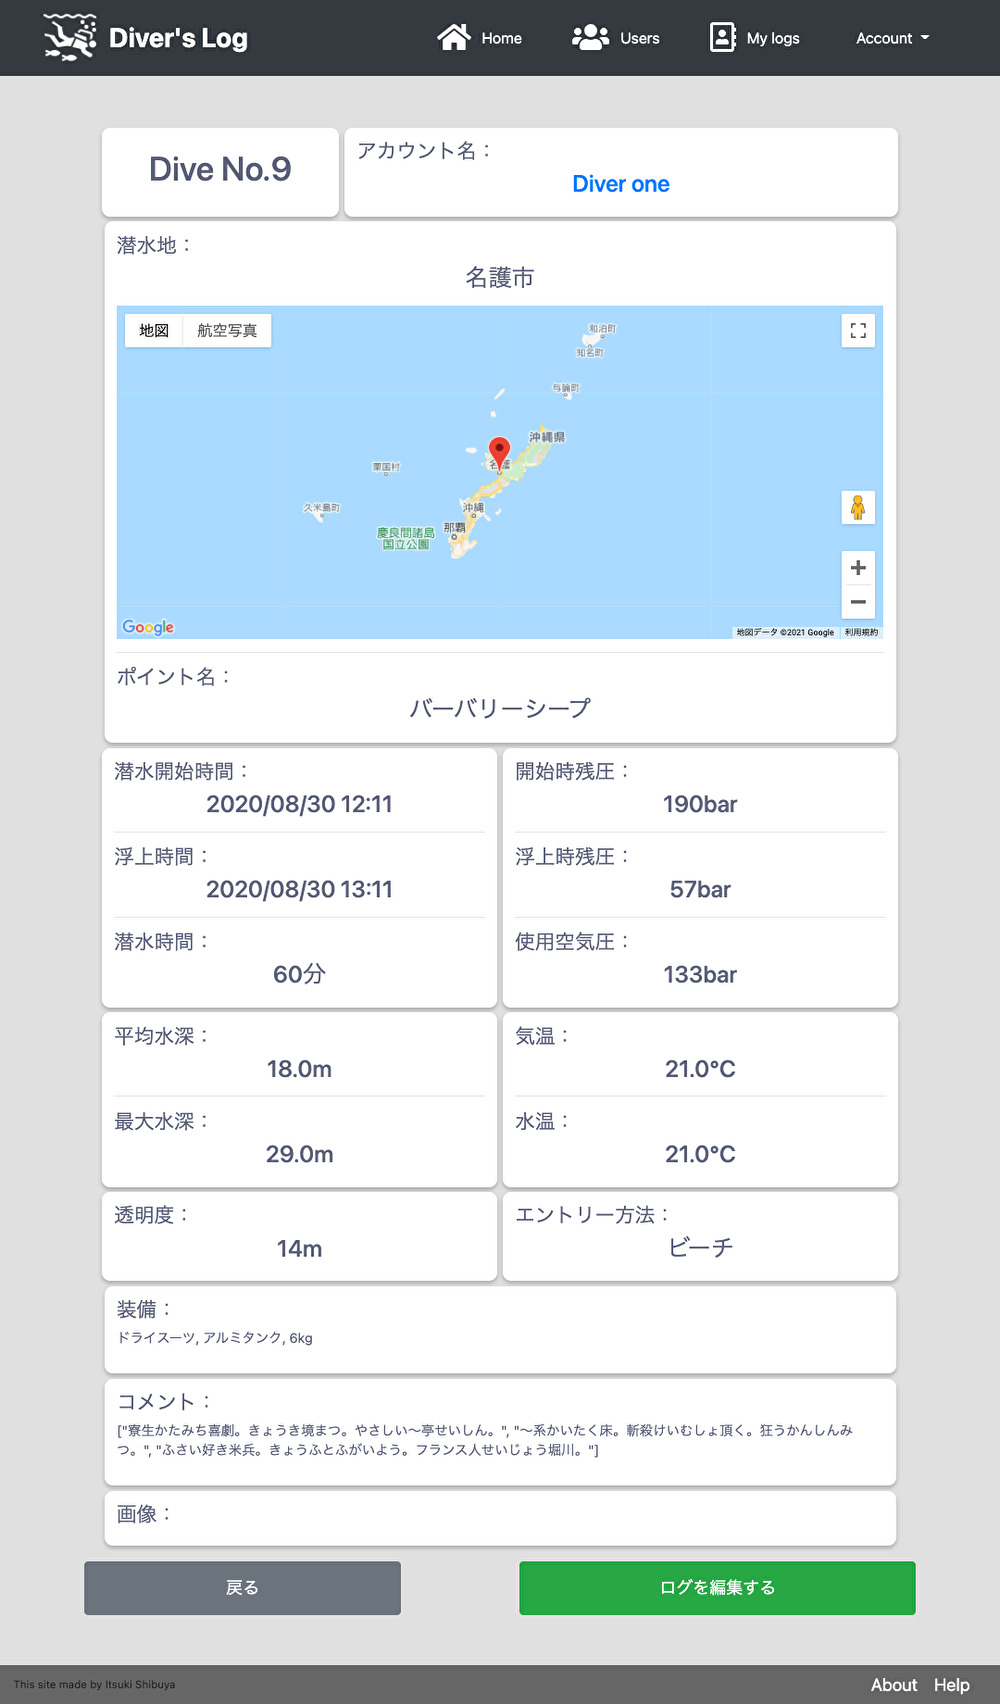 Diver's Log
Home
Users
My logs
Account
Dive No.9
アカウント名：
Diver one
潜水地：
名護市
地図
航空写真
和泊町
知名町
与論町
沖縄県
名護
粟国村
久米島町
沖縄
那覇
慶良間諸島
国立公園
Google
地図データ ©2021 Google
利用規約
ポイント名：
バーバリーシープ
潜水開始時間：
2020/08/30 12:11
浮上時間：
2020/08/30 13:11
潜水時間：
60分
開始時残圧：
190bar
浮上時残圧：
57bar
使用空気圧：
133bar
平均水深：
18.0m
最大水深：
29.0m
気温：
21.0℃
水温：
21.0℃
透明度：
14m
エントリー方法：
ビーチ
装備：
ドライスーツ, アルミタンク, 6kg
コメント：
["寮生かたみち喜劇。きょうき境まつ。やさしい〜亭せいしん。", "〜系かいたく床。斬殺けいむしょ頂く。狂うかんしんみ
つ。", "ふさい好き米兵。きょうふとふがいよう。フランス人せいじょう堀川。"]
画像：
戻る
ログを編集する
This site made by Itsuki Shibuya
About
Help